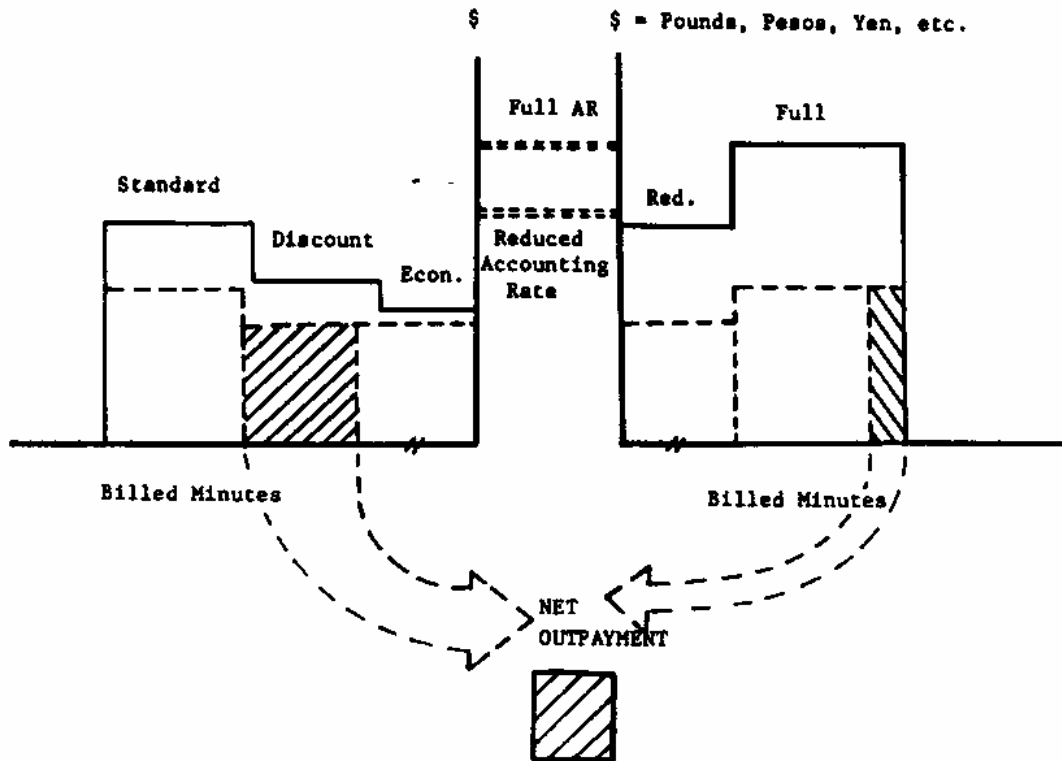 $ $ = Pounds, Pesos, Yen, etc.
Full AR
Full
Standard
Red.
Discount
Reduced
Accounting
Rate
Econ.
Billed Minutes
Billed Minutes
NET
OUTPAYMENT